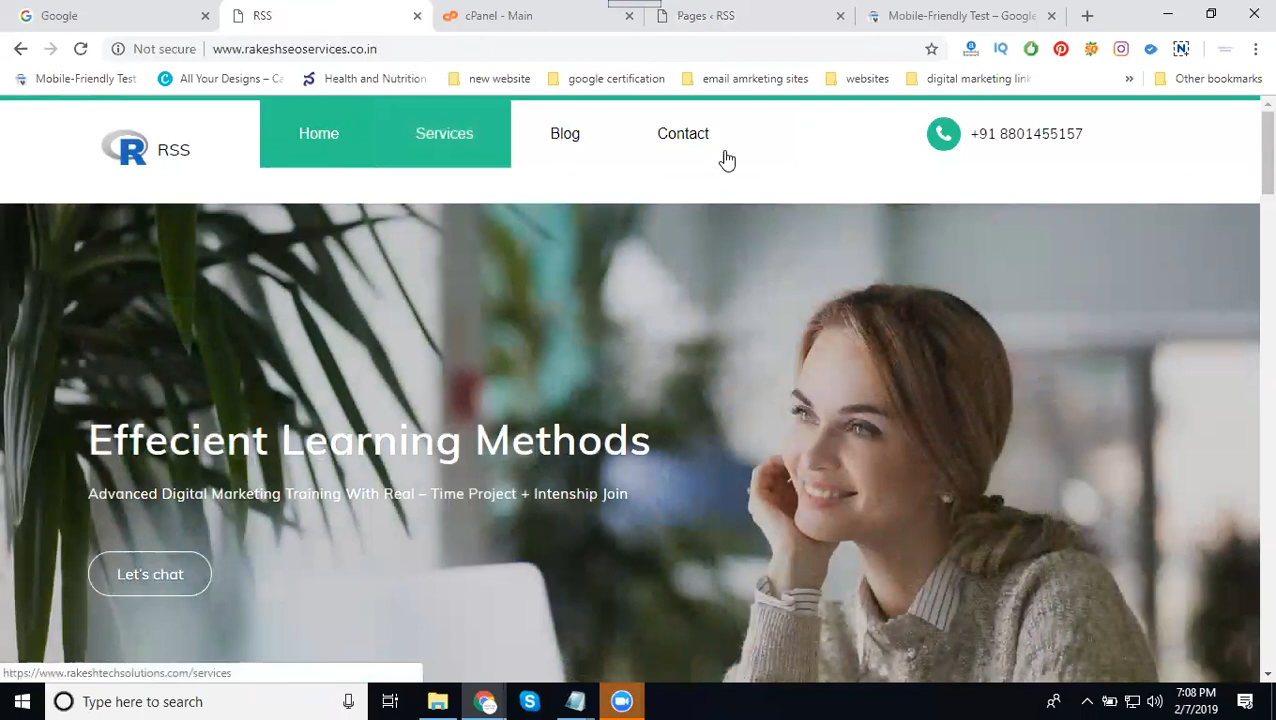 Google
RSS
cPanel - Main
Pages ‹ RSS
Mobile-Friendly Test – Google
Not secure
www.rakeshseoservices.co.in
Mobile-Friendly Test
All Your Designs – Ca
Health and Nutrition
new website
google certification
email amrketing sites
websites
digital marketing link
»
Other bookmarks
R RSS
Home
Services
Blog
Contact
+91 8801455157
Effecient Learning Methods
Advanced Digital Marketing Training With Real – Time Project + Intenship Join
Let's chat
https://www.rakeshtechsolutions.com/services
Type here to search
7:08 PM
2/7/2019